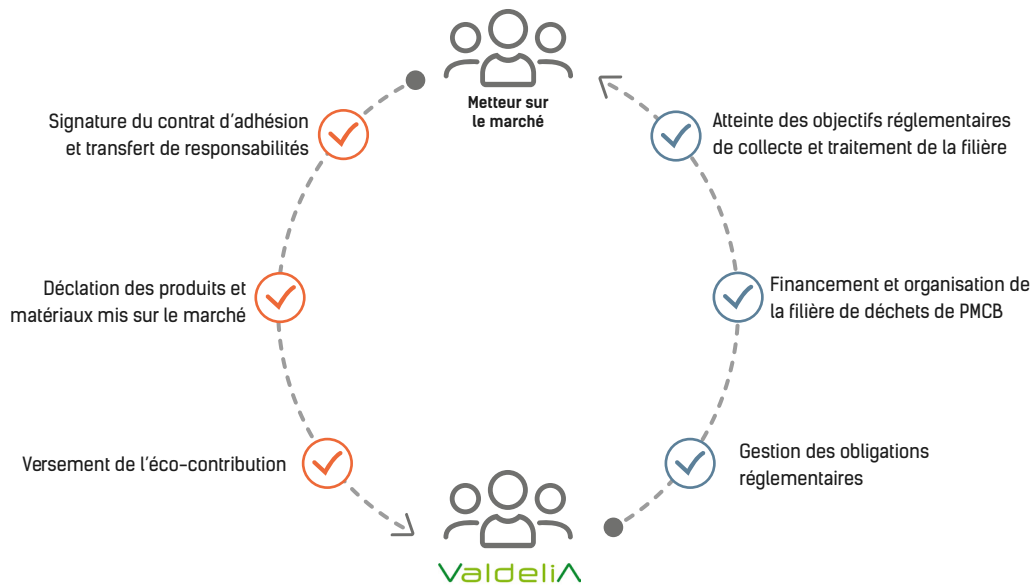 Metteur sur
le marché
Signature du contrat d'adhésion
et transfert de responsabilités
Déclation des produits et
matériaux mis sur le marché
Versement de l'éco-contribution
Atteinte des objectifs réglementaires
de collecte et traitement de la filière
Financement et organisation de
la filière de déchets de PMCB
Gestion des obligations
réglementaires
Valdelia